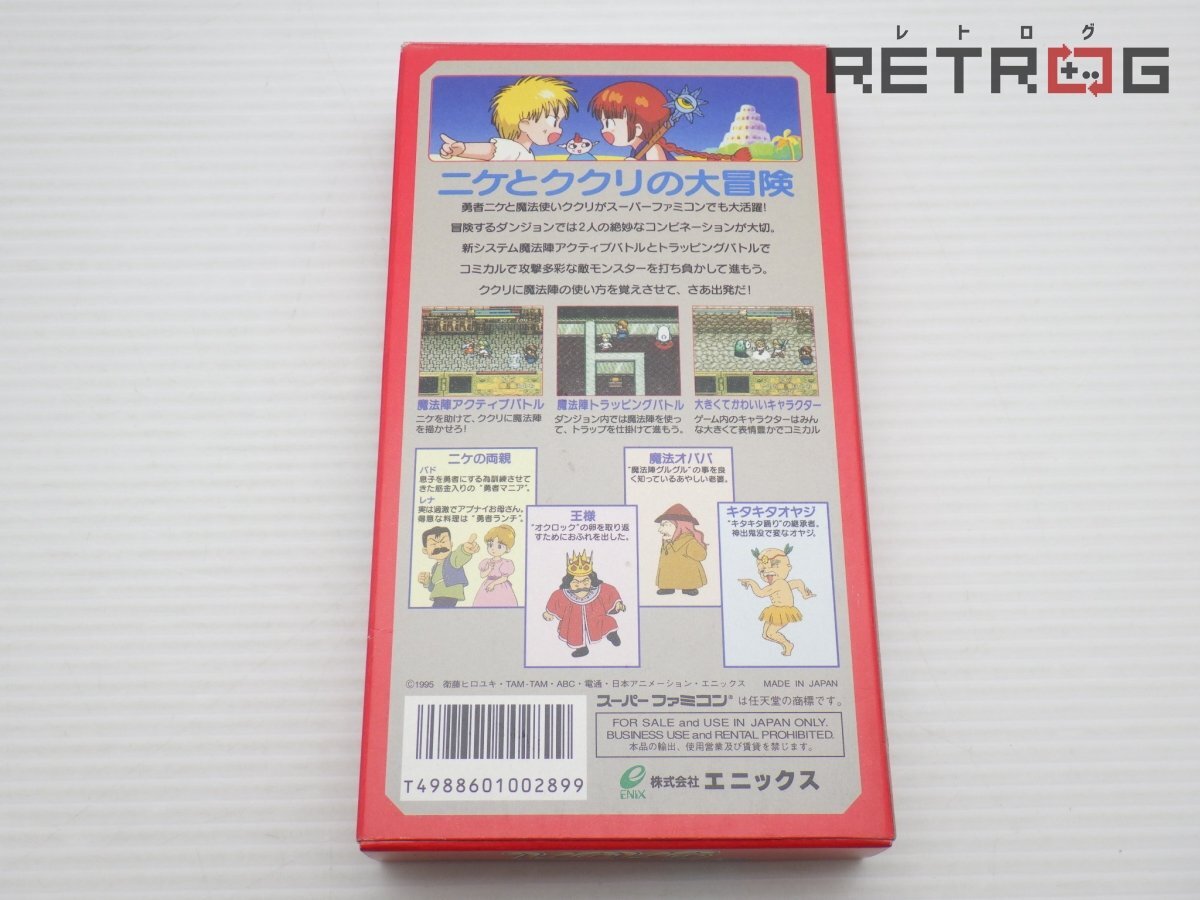 レトログ
RETROG
ニケとククリの大冒険
勇者ニケと魔法使いククリがスーパーファミコンでも大活躍!
冒険するダンジョンでは2人の絶妙なコンビネーションが大切。
新システム魔法陣アクティブバトルとトラッピングバトルで
コミカルで攻撃多彩な敵モンスターを打ち負かして進もう。
ククリに魔法陣の使い方を覚えさせて、さあ出発だ!
魔法陣アクティブバトル
ニケを助けて、ククリに魔法陣
を描かせろ!
魔法陣トラッピングバトル
ダンジョン内では魔法陣を使っ
て、トラップを仕掛けて進もう。
大きくてかわいいキャラクター
ゲーム内のキャラクターはみん
な大きくて表情豊かでコミカル
ニケの両親
バド
息子を勇者にする為訓練させて
きた筋金入りの“勇者マニア”。
レナ
実は過激でアブナイお母さん。
得意な料理は“勇者ランチ”。
王様
“オクロック”の卵を取り返
すためにおふれを出した。
魔法オババ
“魔法陣グルグル”の事を良
く知っているあやしい老婆。
キタキタオヤジ
“キタキタ踊り”の継承者。
神出鬼没で変なオヤジ。
©1995 衛藤ヒロユキ・TAM-TAM・ABC・電通・日本アニメーション・エニックス MADE IN JAPAN
スーパーファミコン®は任天堂の商標です。
FOR SALE and USE IN JAPAN ONLY.
BUSINESS USE and RENTAL PROHIBITED.
本品の輸出、使用営業及び賃貸を禁じます。
T4988601002899
ENIX 株式会社 エニックス